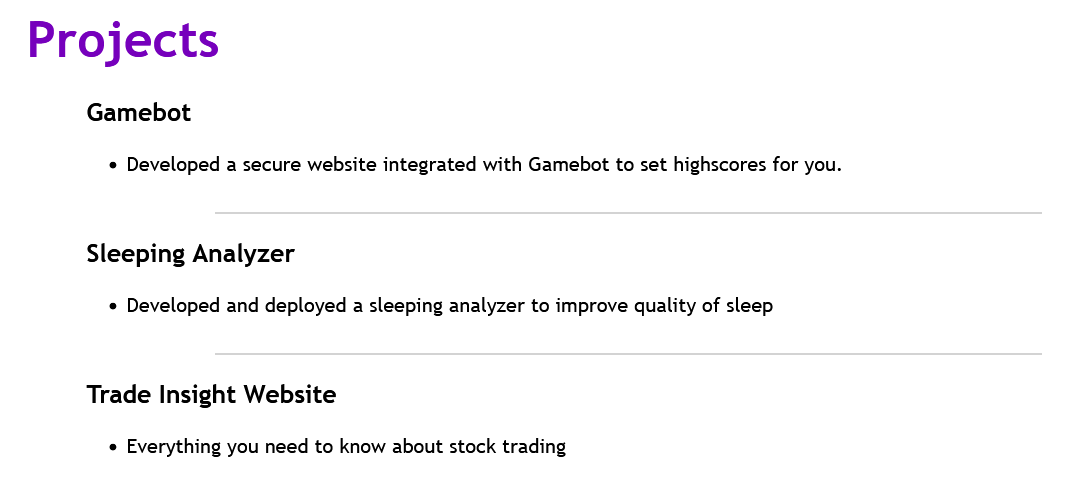 Projects
Gamebot
• Developed a secure website integrated with Gamebot to set highscores for you.
Sleeping Analyzer
• Developed and deployed a sleeping analyzer to improve quality of sleep
Trade Insight Website
• Everything you need to know about stock trading